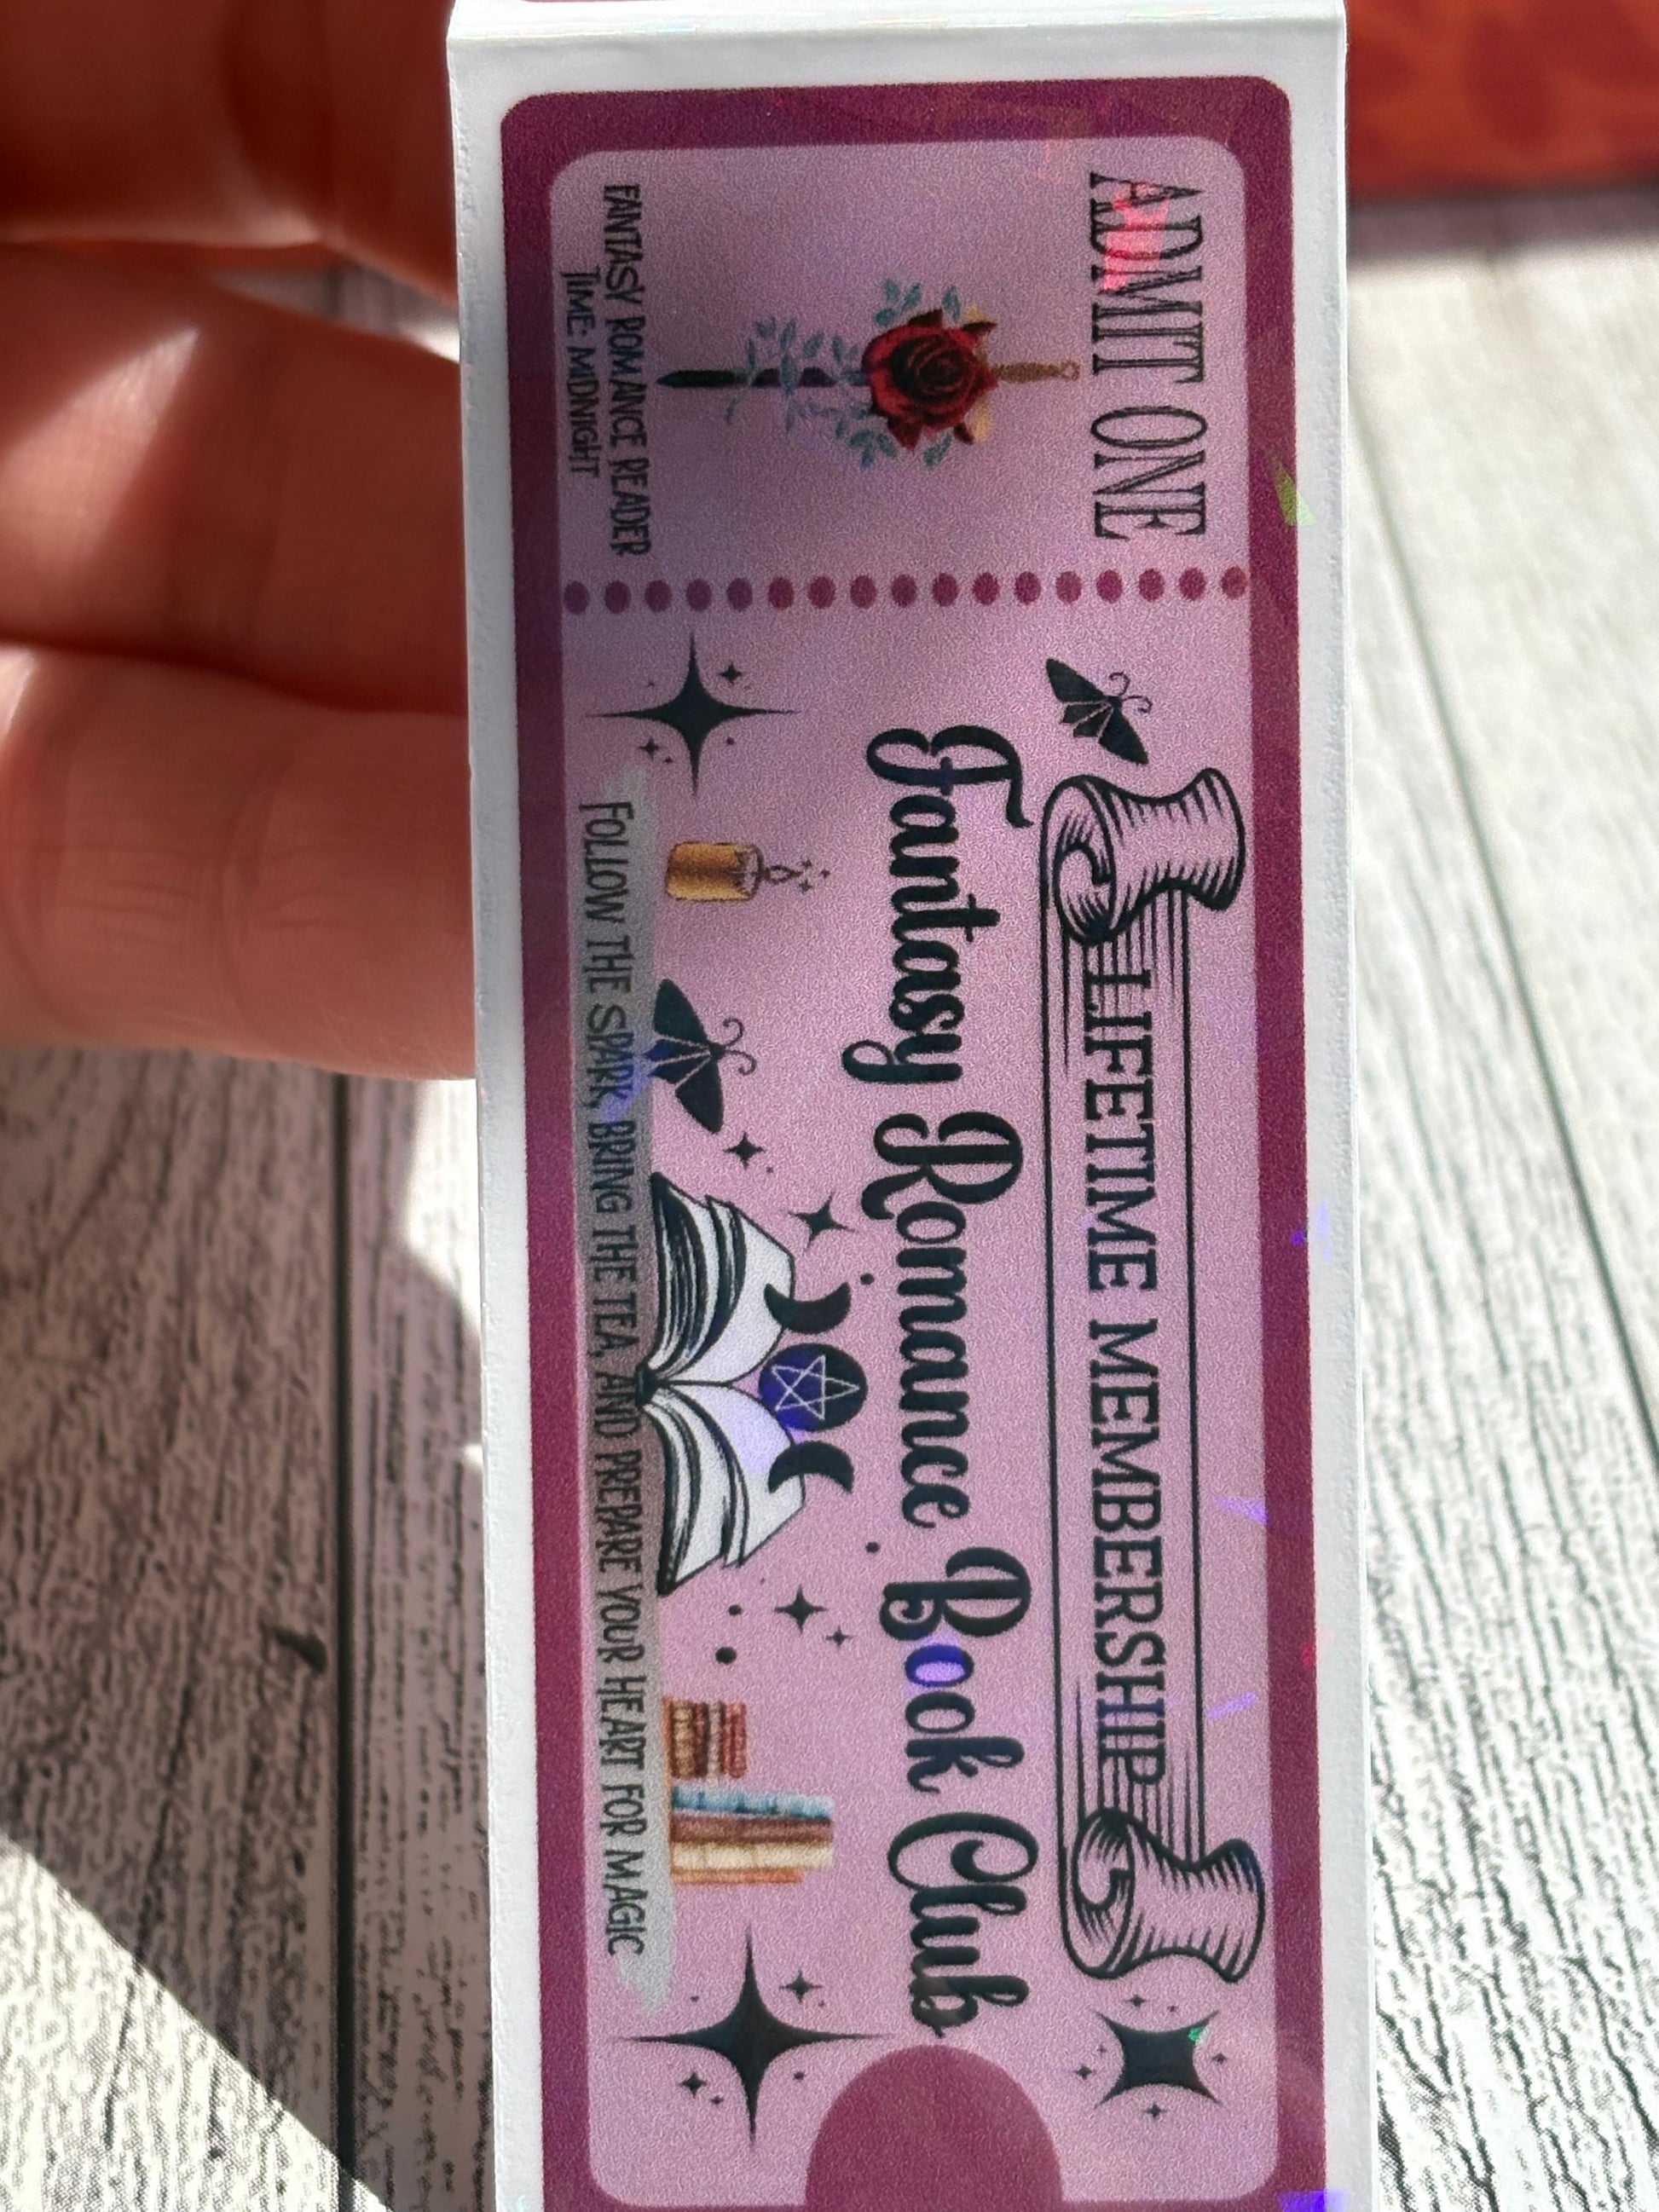 ADMIT ONE
FANTASY ROMANCE READER
TIME: MIDNIGHT
LIFETIME MEMBERSHIP
Fantasy Romance Book Club
FOLLOW THE SPARK, BRING THE TEA, AND PREPARE YOUR HEART FOR MAGIC